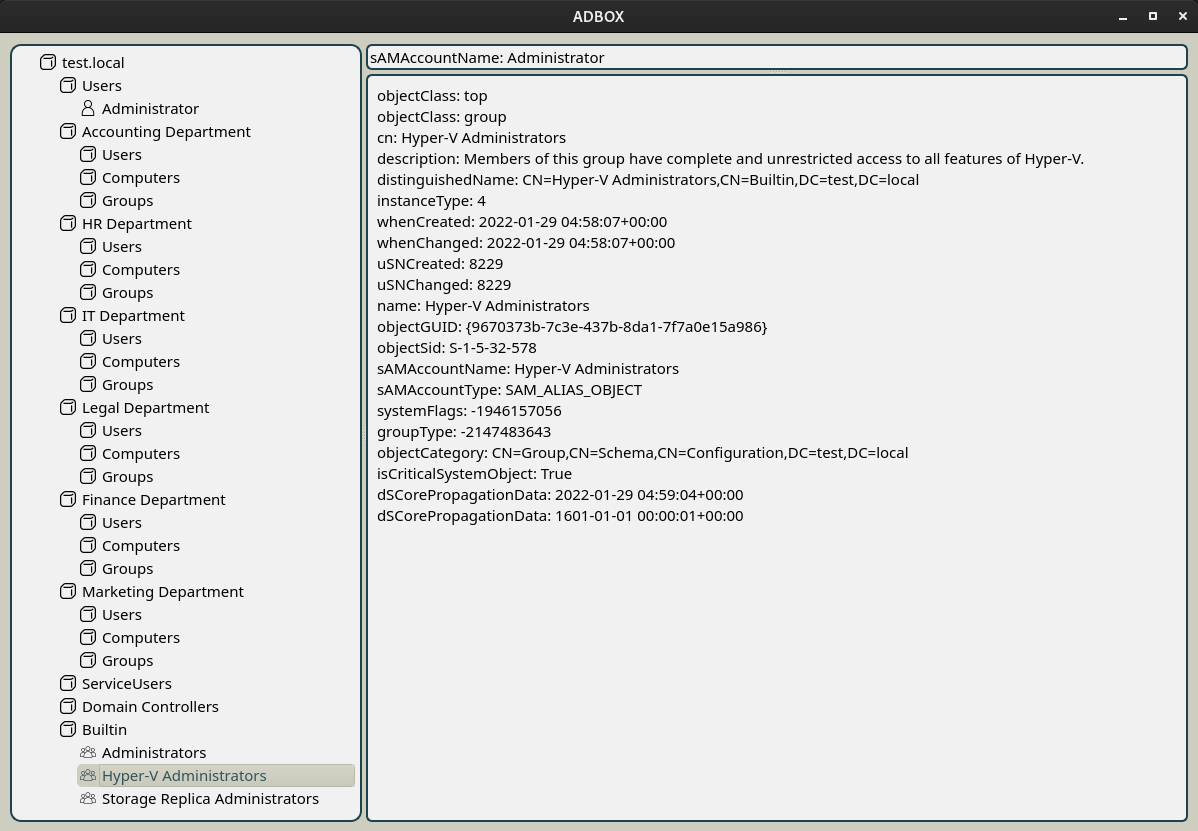 ADBOX
test.local
Users
Administrator
Accounting Department
Users
Computers
Groups
HR Department
Users
Computers
Groups
IT Department
Users
Computers
Groups
Legal Department
Users
Computers
Groups
Finance Department
Users
Computers
Groups
Marketing Department
Users
Computers
Groups
ServiceUsers
Domain Controllers
Builtin
Administrators
Hyper-V Administrators
Storage Replica Administrators
sAMAccountName: Administrator
objectClass: top
objectClass: group
cn: Hyper-V Administrators
description: Members of this group have complete and unrestricted access to all features of Hyper-V.
distinguishedName: CN=Hyper-V Administrators,CN=Builtin,DC=test,DC=local
instanceType: 4
whenCreated: 2022-01-29 04:58:07+00:00
whenChanged: 2022-01-29 04:58:07+00:00
uSNCreated: 8229
uSNChanged: 8229
name: Hyper-V Administrators
objectGUID: {9670373b-7c3e-437b-8da1-7f7a0e15a986}
objectSid: S-1-5-32-578
sAMAccountName: Hyper-V Administrators
sAMAccountType: SAM_ALIAS_OBJECT
systemFlags: -1946157056
groupType: -2147483643
objectCategory: CN=Group,CN=Schema,CN=Configuration,DC=test,DC=local
isCriticalSystemObject: True
dSCorePropagationData: 2022-01-29 04:59:04+00:00
dSCorePropagationData: 1601-01-01 00:00:01+00:00